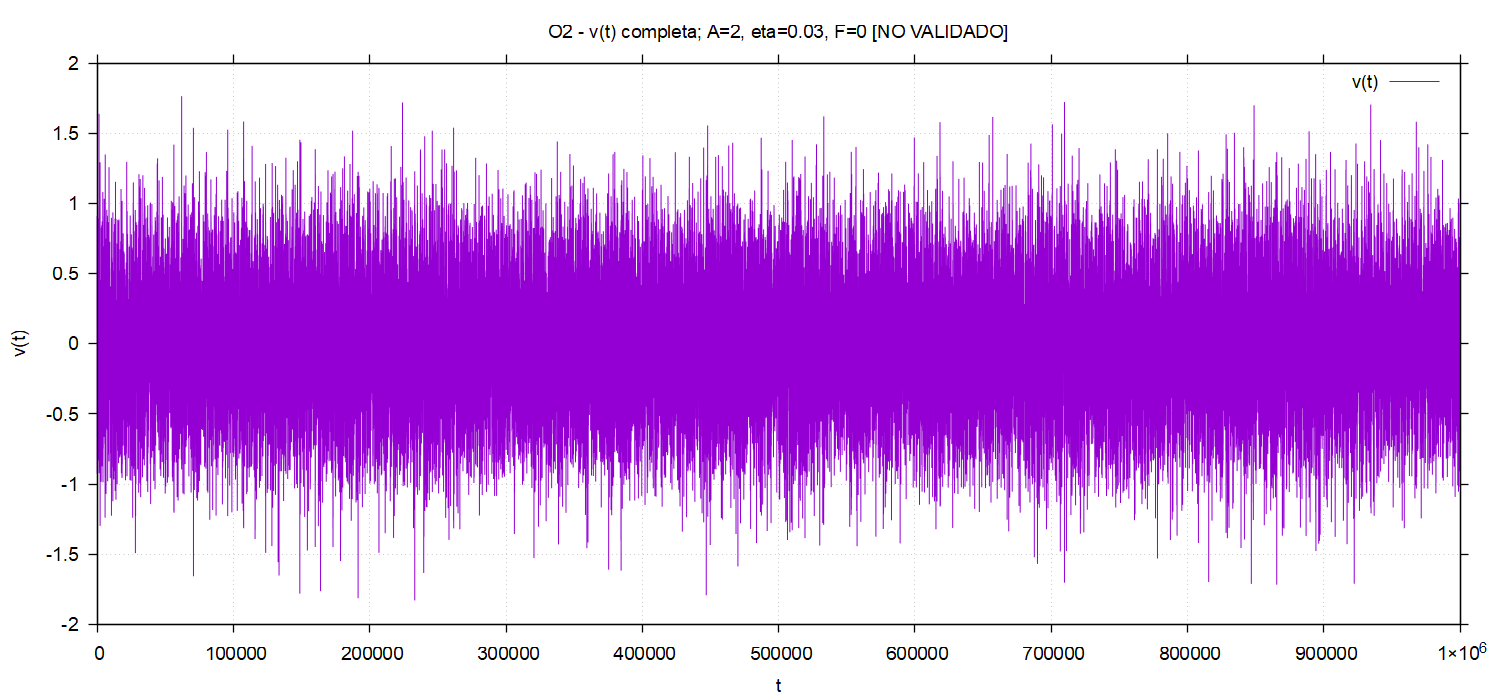 O2 - v(t) completa; A=2, eta=0.03, F=0 [NO VALIDADO]
v(t)
2
1.5
1
0.5
0
-0.5
-1
-1.5
-2
v(t)
0 100000 200000 300000 400000 500000 600000 700000 800000 900000 1×10⁶
t